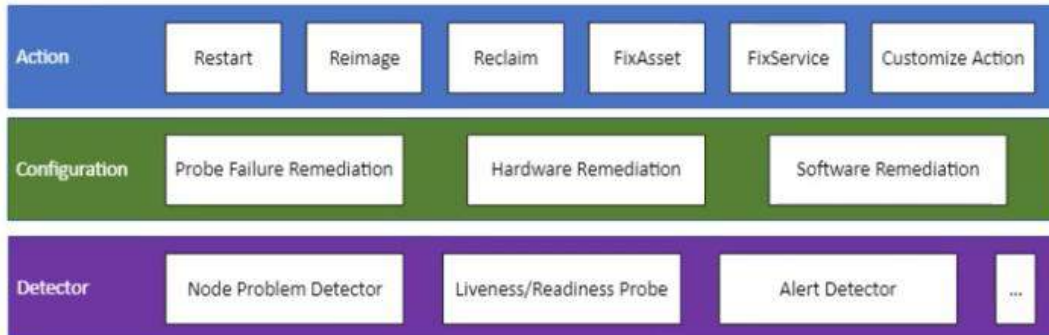 Action
Restart
Reimage
Reclaim
FixAsset
FixService
Customize Action
Configuration
Probe Failure Remediation
Hardware Remediation
Software Remediation
Detector
Node Problem Detector
Liveness/Readiness Probe
Alert Detector
...